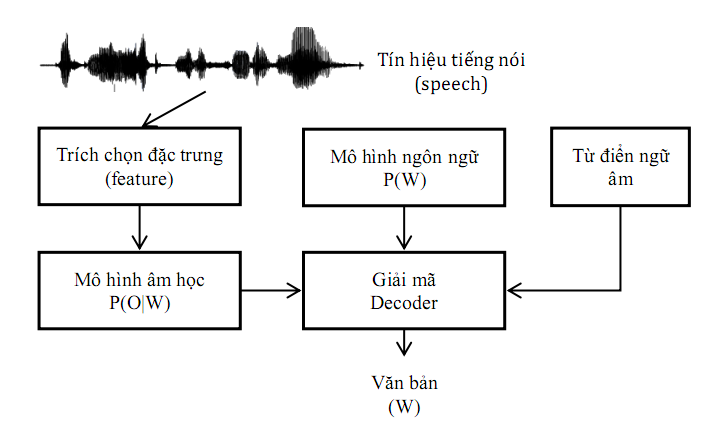 Tín hiệu tiếng nói
(speech)
Trích chọn đặc trưng
(feature)
Mô hình ngôn ngữ
P(W)
Từ điển ngữ
âm
Mô hình âm học
P(O|W)
Giải mã
Decoder
Văn bản
(W)